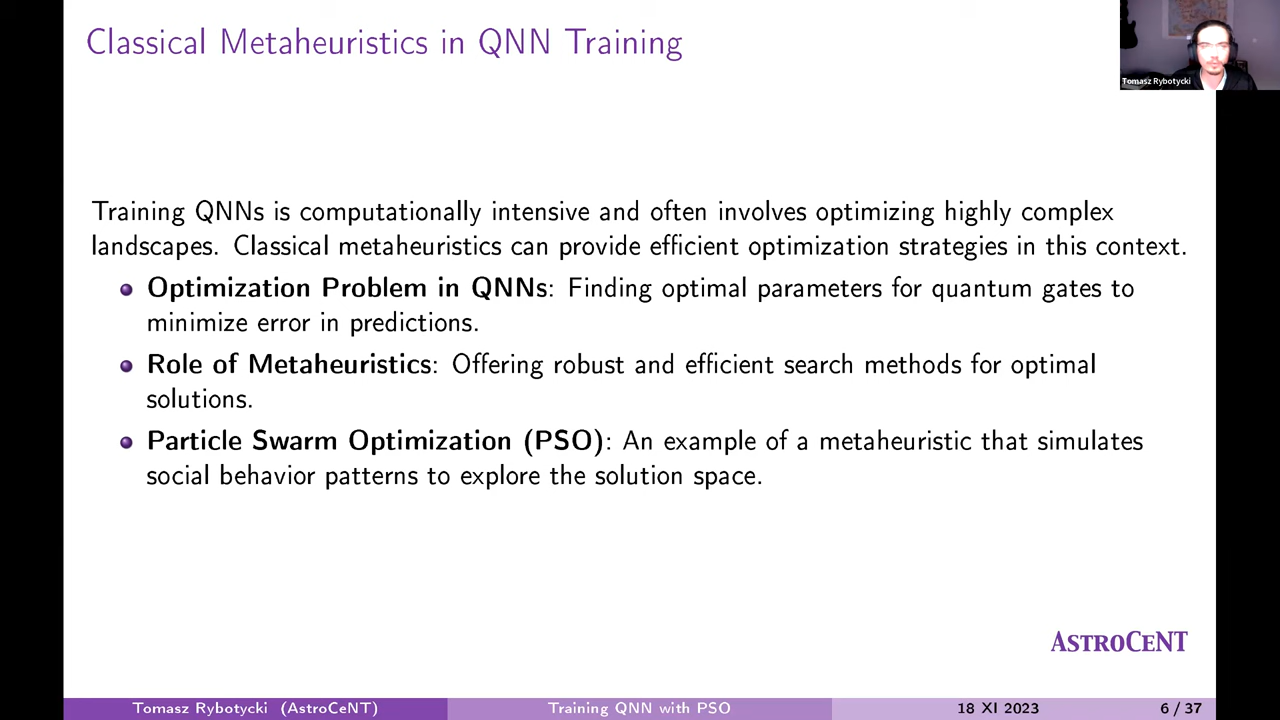 Classical Metaheuristics in QNN Training
Tomasz Rybotycki
Training QNNs is computationally intensive and often involves optimizing highly complex
landscapes. Classical metaheuristics can provide efficient optimization strategies in this context.
Optimization Problem in QNNs: Finding optimal parameters for quantum gates to
minimize error in predictions.
Role of Metaheuristics: Offering robust and efficient search methods for optimal
solutions.
Particle Swarm Optimization (PSO): An example of a metaheuristic that simulates
social behavior patterns to explore the solution space.
ASTROCENT
Tomasz Rybotycki (AstroCeNT) Training QNN with PSO 18 XI 2023 6 / 37